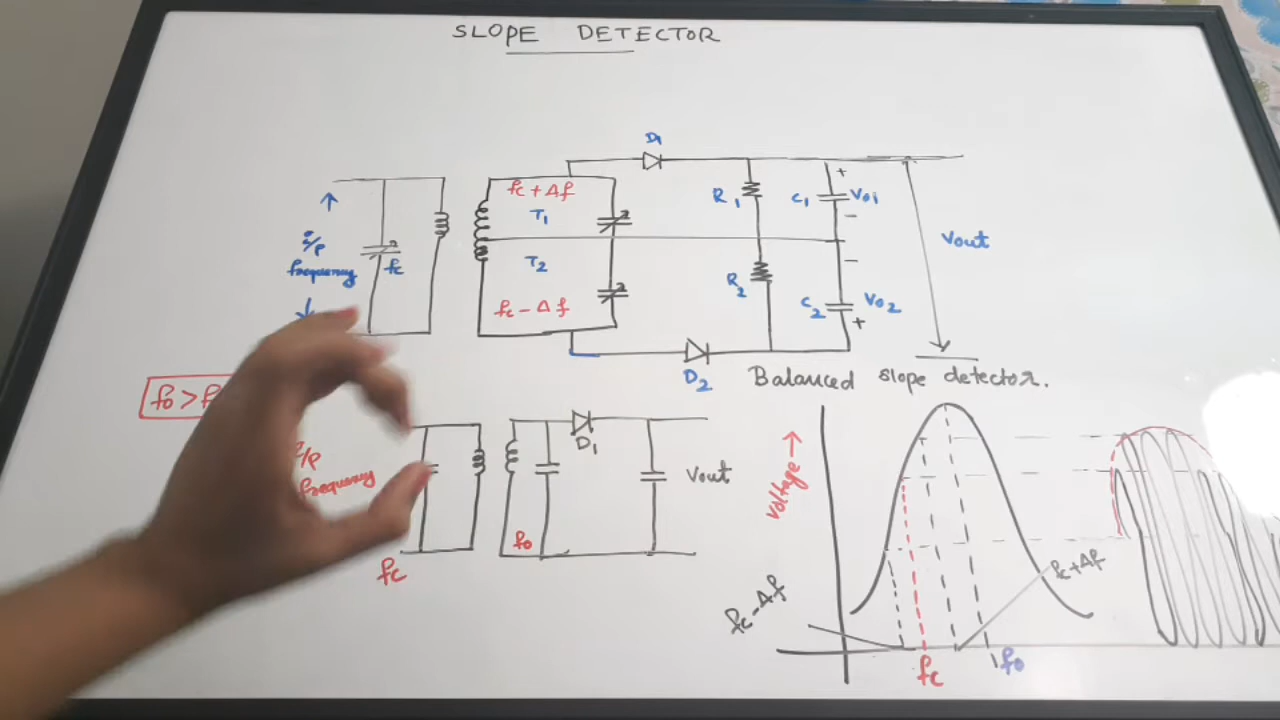 SLOPE DETECTOR
D1
fc + Δf
T1
R1
C1
+
Vo1
−
Vout
I/P
frequency
fc
T2
fc − Δf
R2
C2
−
Vo2
+
D2
Balanced slope detector.
fo >
I/P
frequency
fc
fo
D1
Vout
voltage →
fc − Δf
fc + Δf
fc
fo